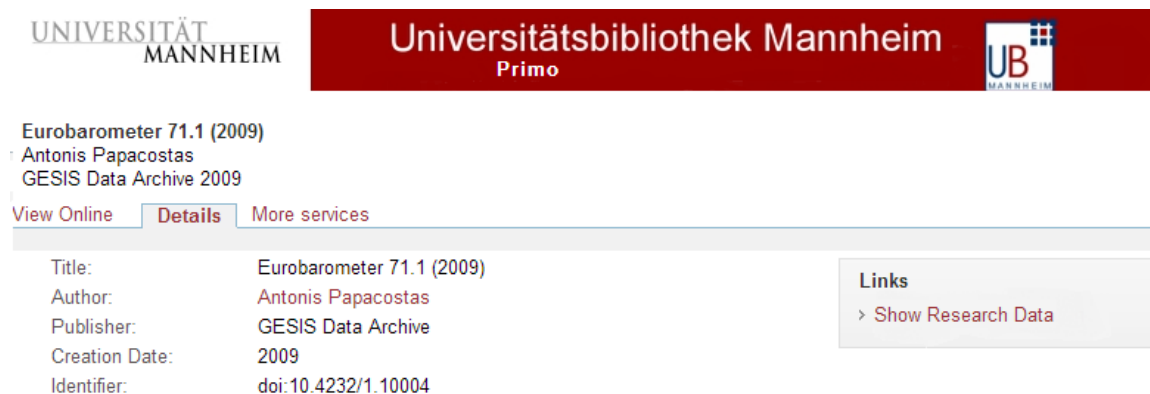 UNIVERSITÄT
MANNHEIM
Universitätsbibliothek Mannheim
Primo
UB
MANNHEIM
Eurobarometer 71.1 (2009)
Antonis Papacostas
GESIS Data Archive 2009
View Online Details More services
Title: Eurobarometer 71.1 (2009)
Author: Antonis Papacostas
Publisher: GESIS Data Archive
Creation Date: 2009
Identifier: doi:10.4232/1.10004
Links
> Show Research Data